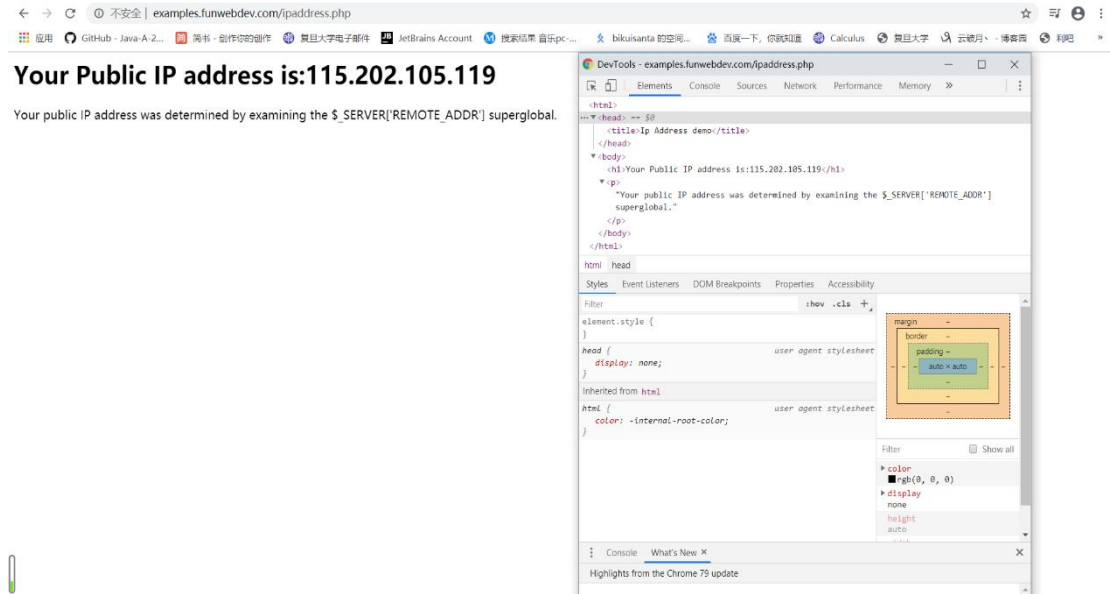 不安全 | examples.funwebdev.com/ipaddress.php
应用 GitHub - Java-A-2... 简书 - 创作你的创作 复旦大学电子邮件 JetBrains Account 搜索结果 音乐pc-... bikuisanta 的空间... 百度一下，你就知道 Calculus 复旦大学 云破月、- 博客园 利吧 »
Your Public IP address is:115.202.105.119
Your public IP address was determined by examining the $_SERVER['REMOTE_ADDR'] superglobal.
DevTools - examples.funwebdev.com/ipaddress.php
Elements Console Sources Network Performance Memory »
<html>
... ▼<head> == $0
<title>Ip Address demo</title>
</head>
▼<body>
<h1>Your Public IP address is:115.202.105.119</h1>
▼<p>
"Your public IP address was determined by examining the $_SERVER['REMOTE_ADDR']
superglobal."
</p>
</body>
</html>
html head
Styles Event Listeners DOM Breakpoints Properties Accessibility
Filter :hov .cls +
element.style {
}
head { user agent stylesheet
display: none;
}
Inherited from html
html { user agent stylesheet
color: -internal-root-color;
}
margin -
border -
padding -
- - - auto × auto - - -
-
-
-
Filter Show all
color
rgb(0, 0, 0)
display
none
height
auto
Console What's New ×
Highlights from the Chrome 79 update